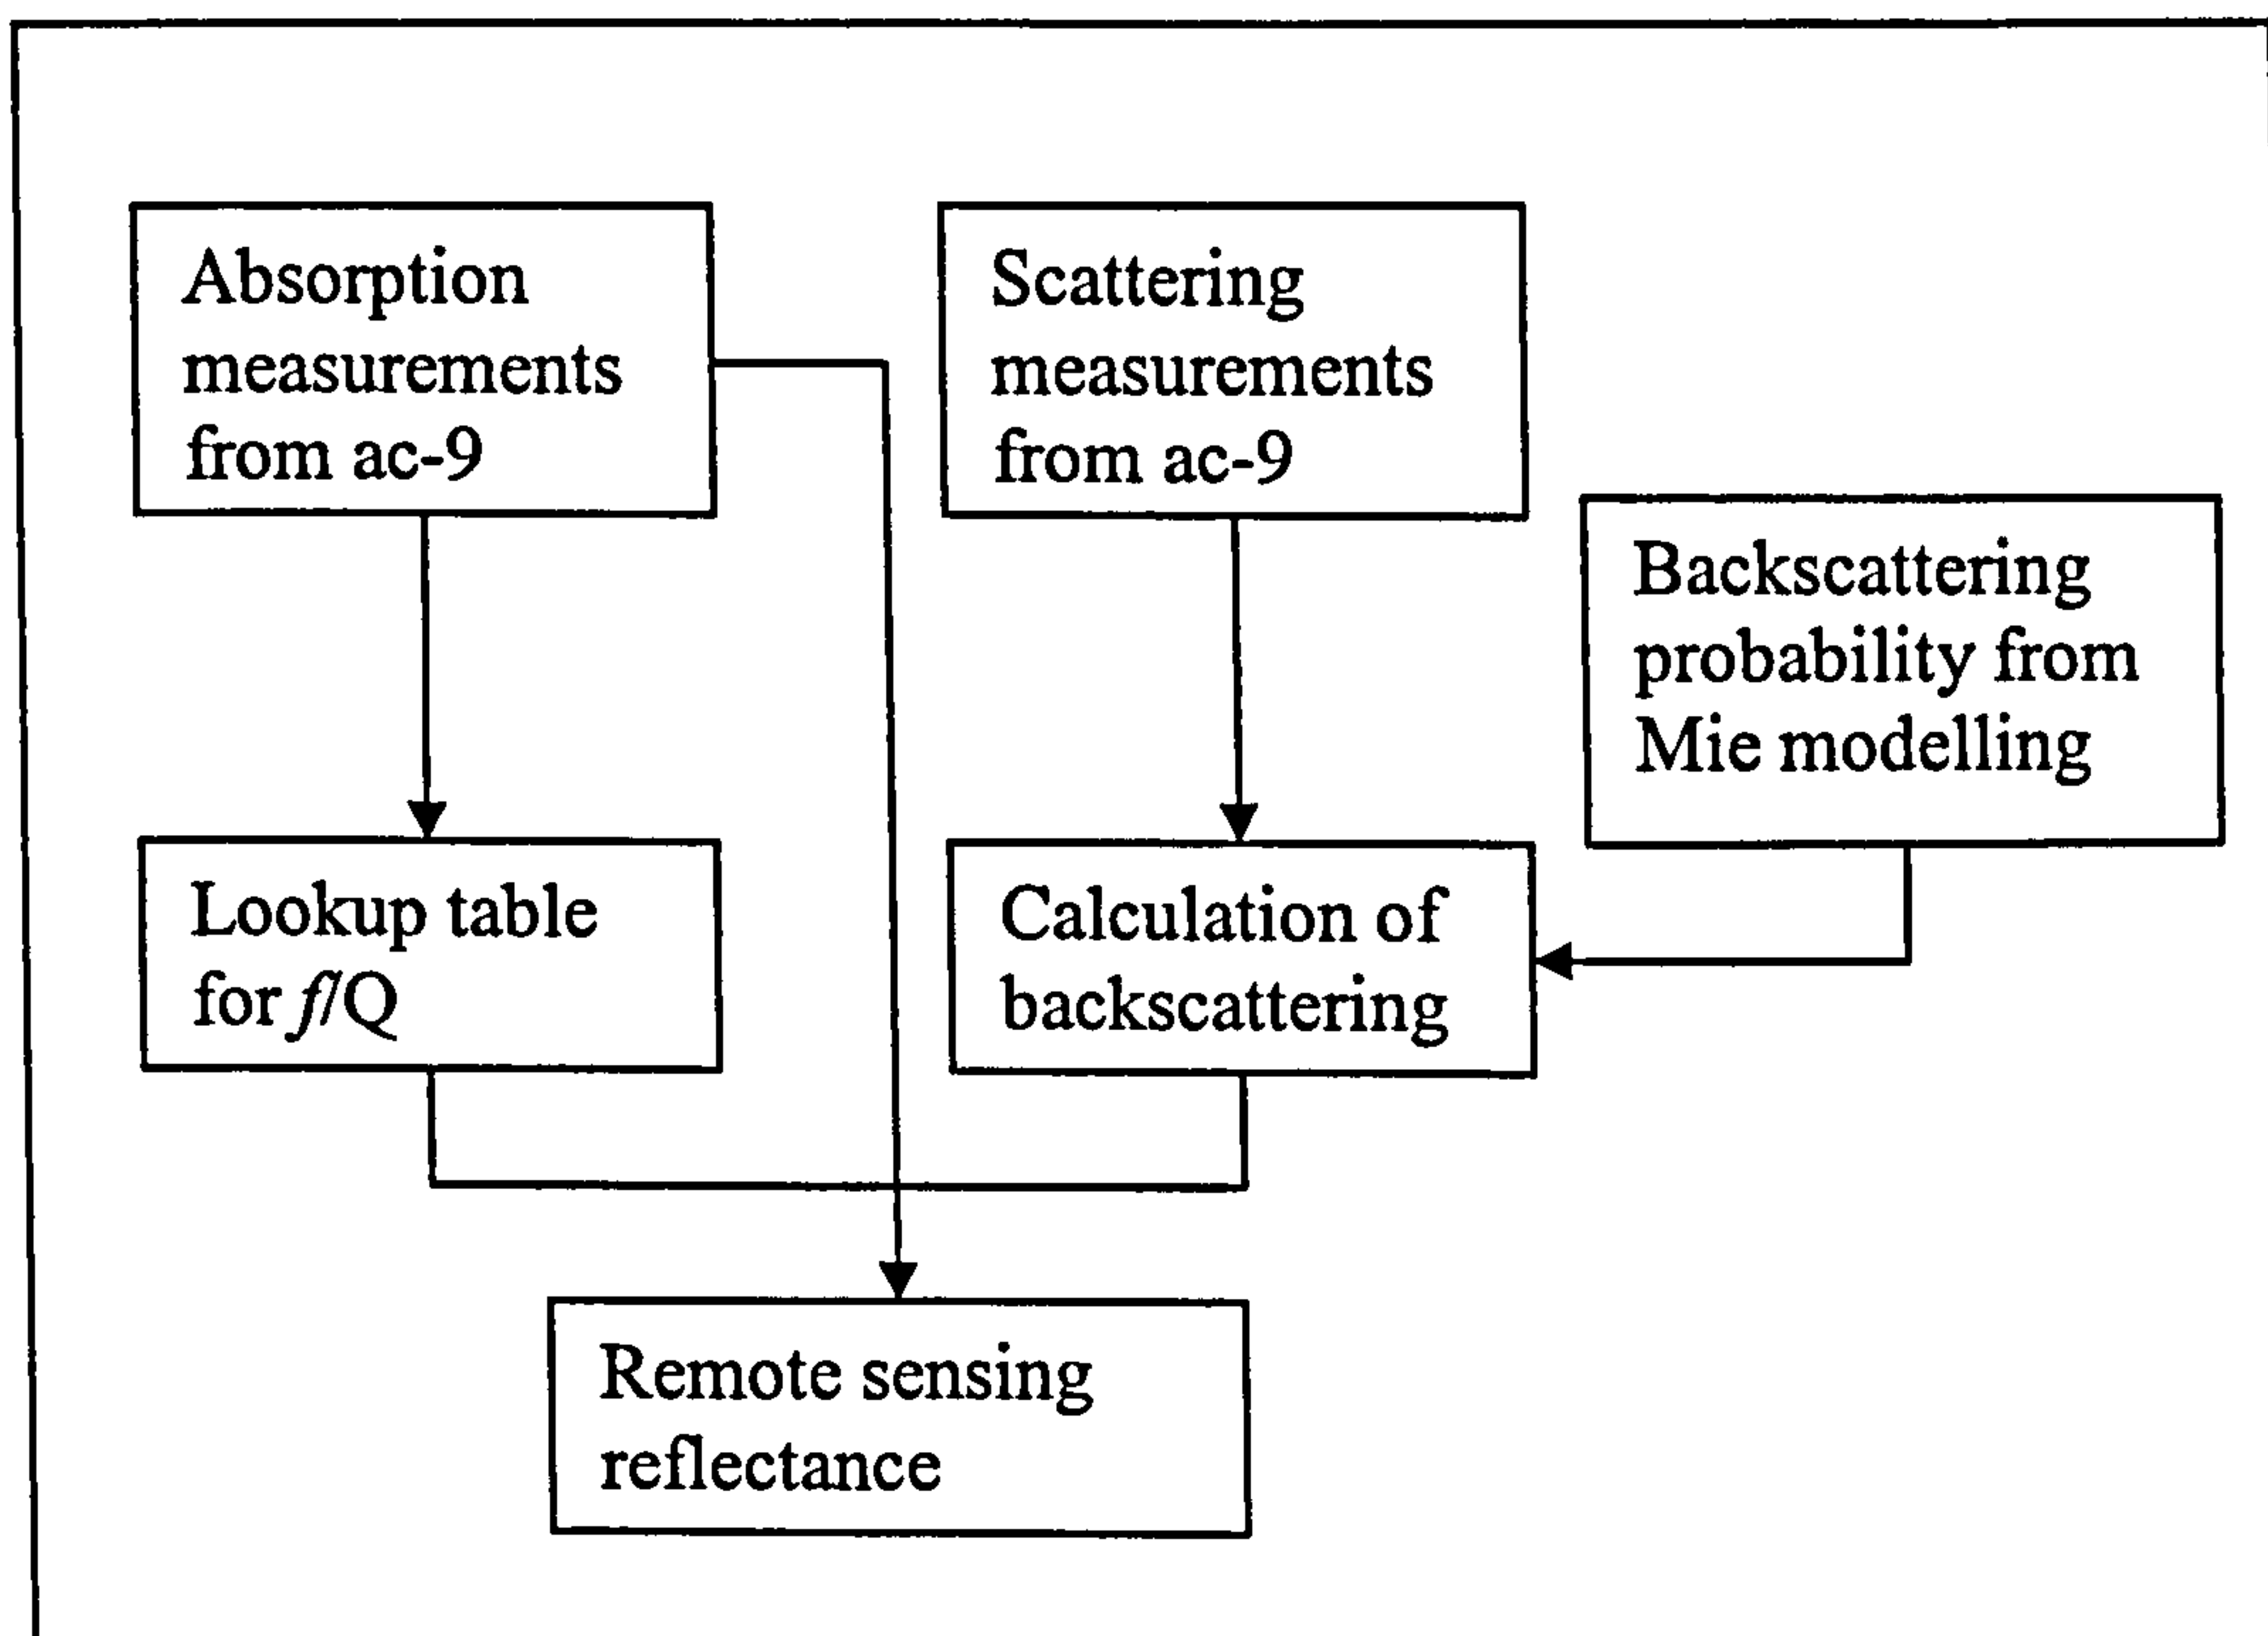 Absorption
measurements
from ac-9
Scattering
measurements
from ac-9
Backscattering
probability from
Mie modelling
Lookup table
for f/Q
Calculation of
backscattering
Remote sensing
reflectance